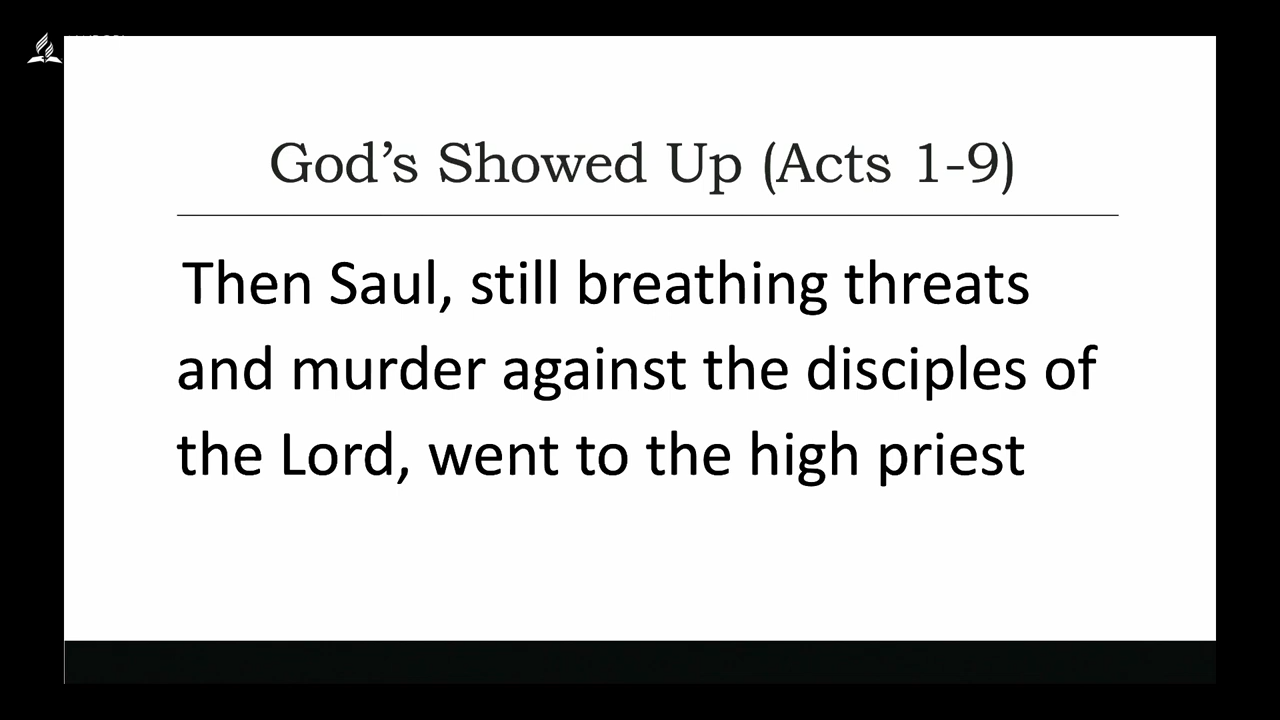 God’s Showed Up (Acts 1-9)
Then Saul, still breathing threats
and murder against the disciples of
the Lord, went to the high priest